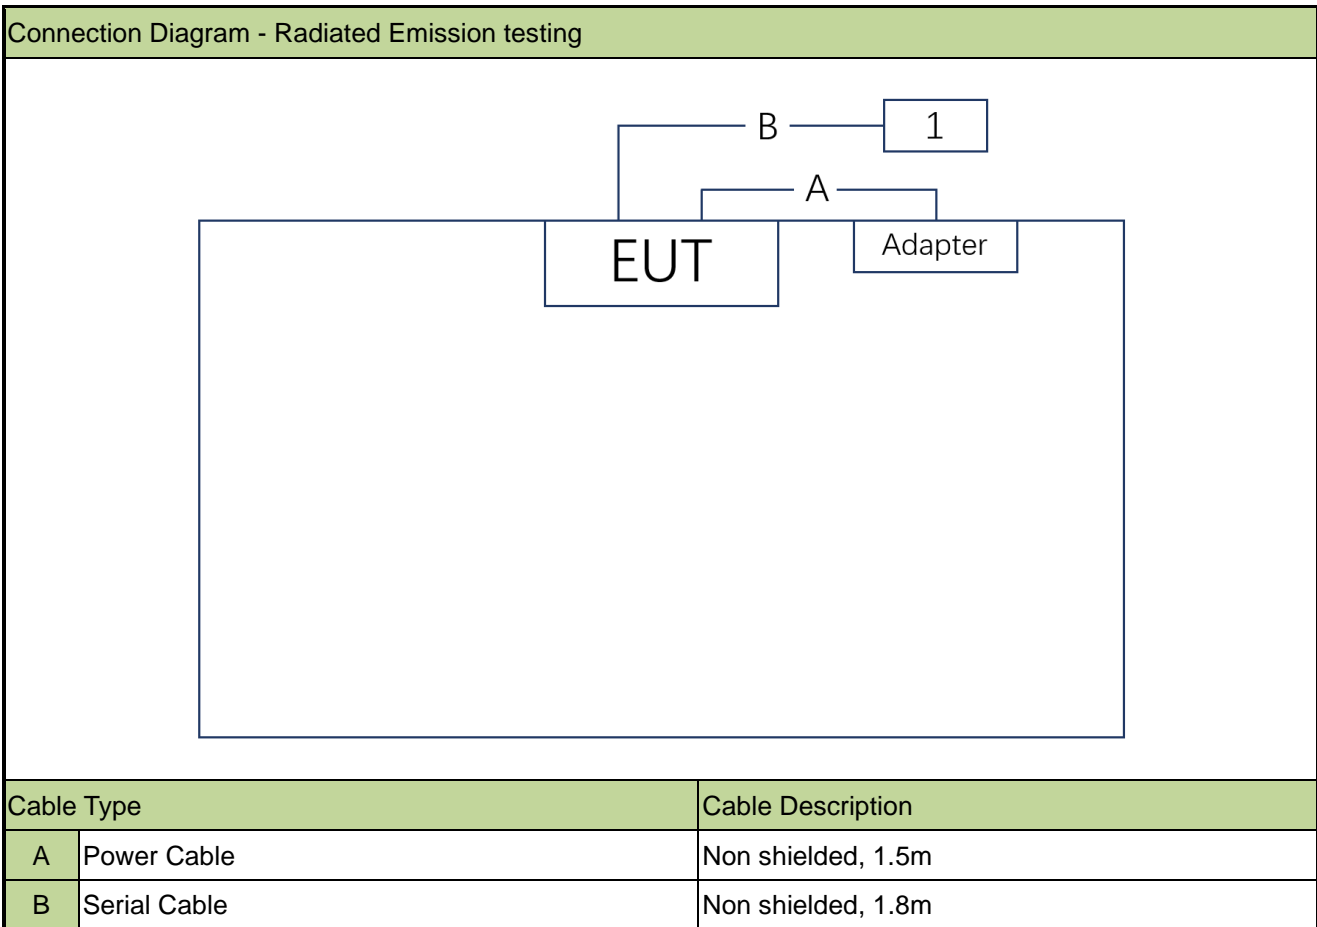 Connection Diagram - Radiated Emission testing
B 1
A
EUT Adapter
Cable Type Cable Description
A Power Cable Non shielded, 1.5m
B Serial Cable Non shielded, 1.8m